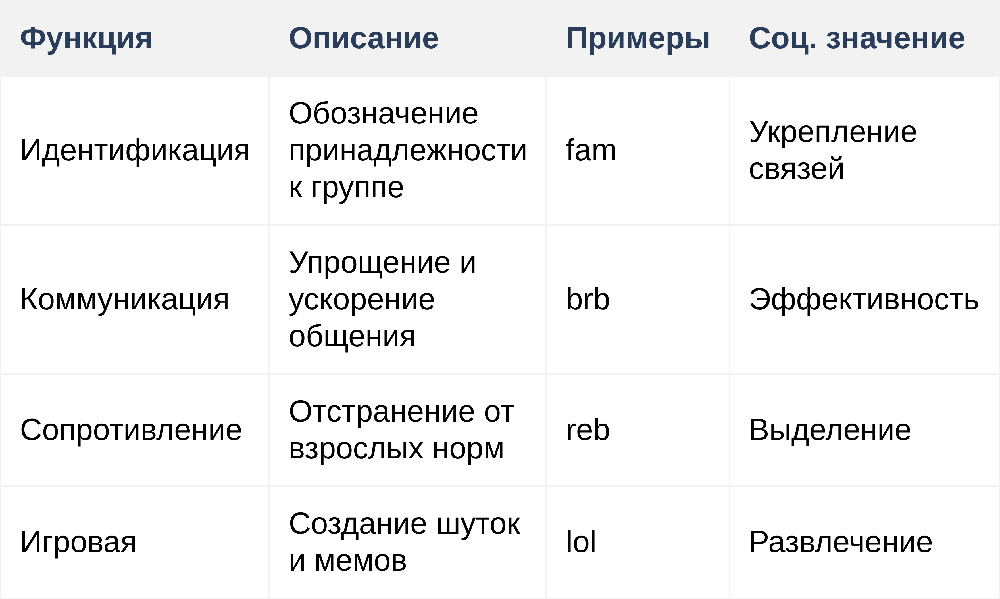 Функция Описание Примеры Соц. значение
Идентификация
Обозначение
принадлежности
к группе
fam
Укрепление
связей
Коммуникация
Упрощение и
ускорение
общения
brb
Эффективность
Сопротивление
Отстранение от
взрослых норм
reb
Выделение
Игровая
Создание шуток
и мемов
lol
Развлечение